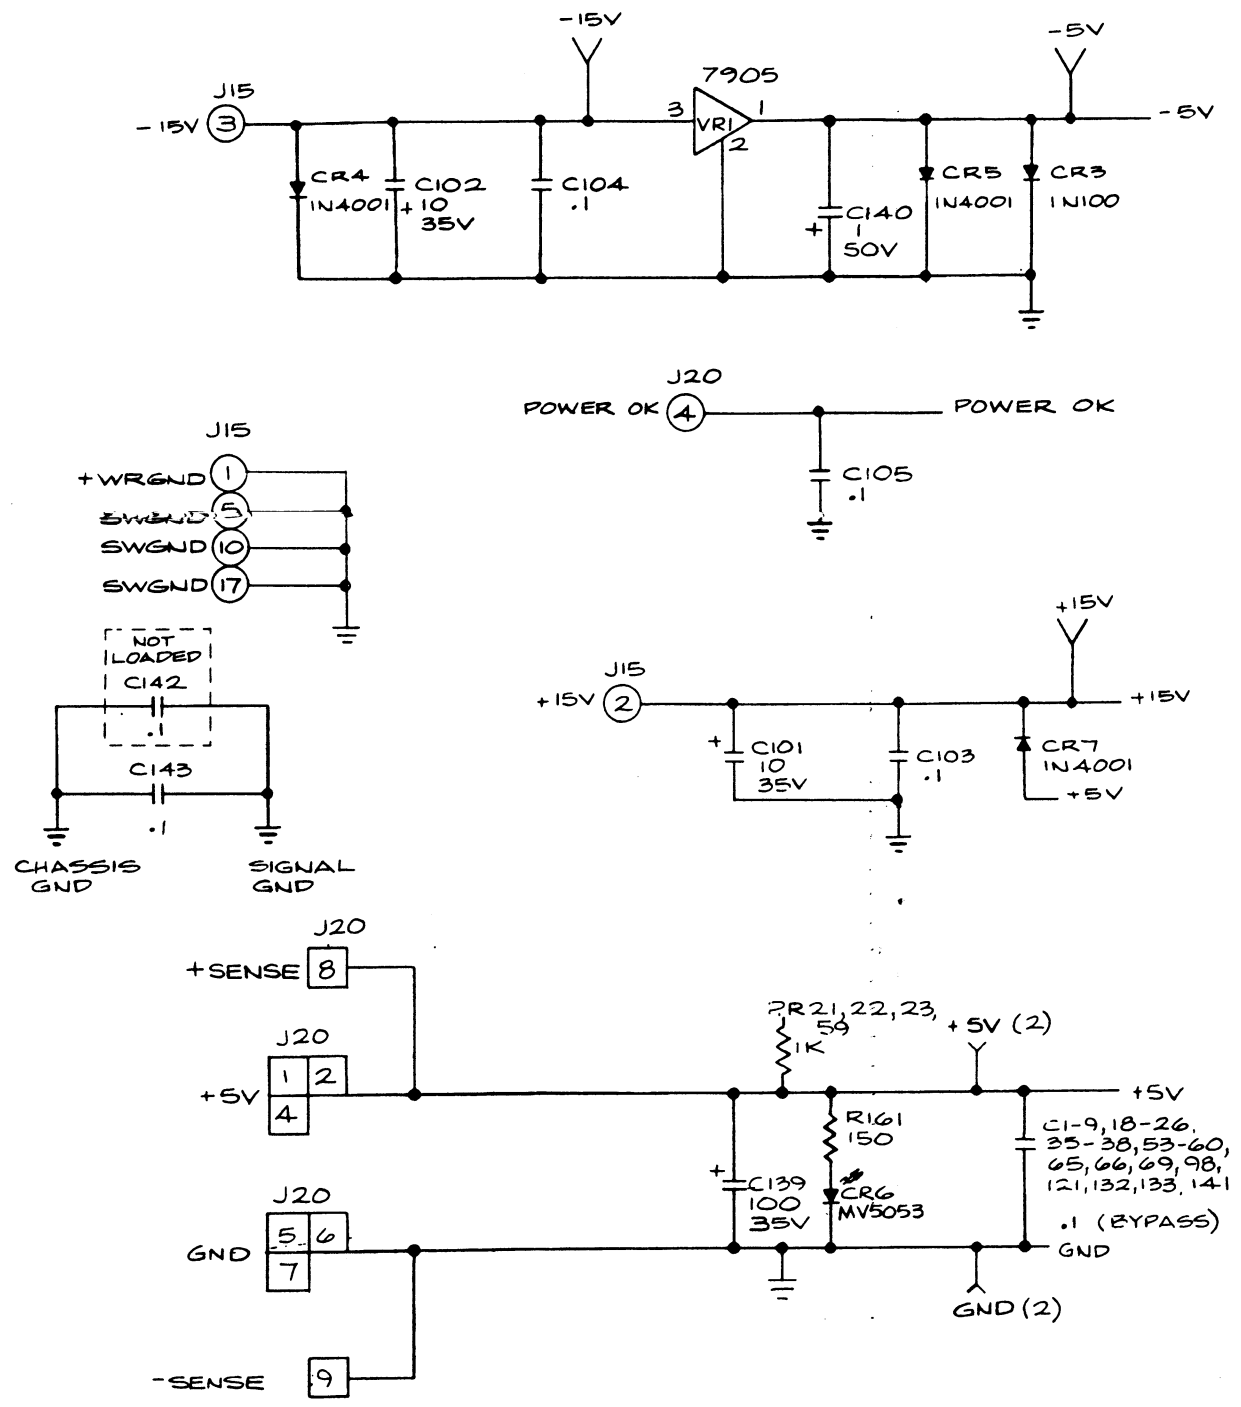 -15V
-5V
7905
J15
-15V 3
3 VR1 1
2
-5V
CR4
1N4001
C102
+ 10
35V
C104
.1
C140
+ 1
50V
CR5
1N4001
CR3
1N100
J20
POWER OK 4
POWER OK
C105
.1
J15
+WRGND 1
SWGND 5
SWGND 10
SWGND 17
NOT
LOADED
C142
.1
C143
.1
CHASSIS
GND
SIGNAL
GND
+15V
J15
+15V 2
+15V
+ C101
10
35V
C103
.1
CR7
1N4001
+5V
J20
+SENSE 8
J20
+5V 1 2
4
PR21,22,23,
59
1K
+5V (2)
+5V
R161
150
+ C139
100
35V
CR6
MV5053
C1-9,18-26,
35-38,53-60,
65,66,69,98,
121,132,133,141
.1 (BYPASS)
J20
GND 5 6
7
GND
GND (2)
-SENSE 9